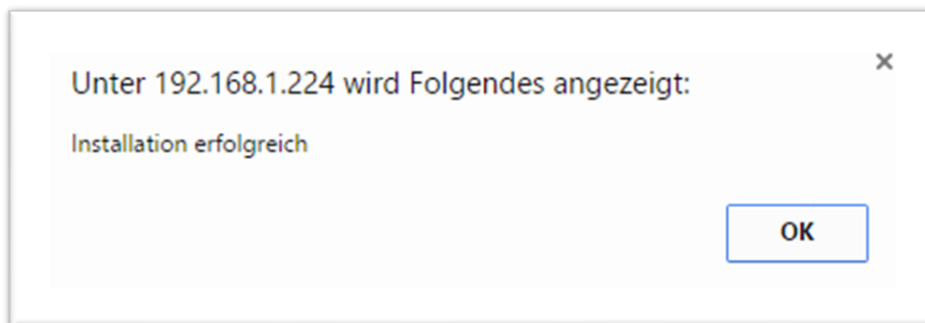 Unter 192.168.1.224 wird Folgendes angezeigt:
Installation erfolgreich
OK